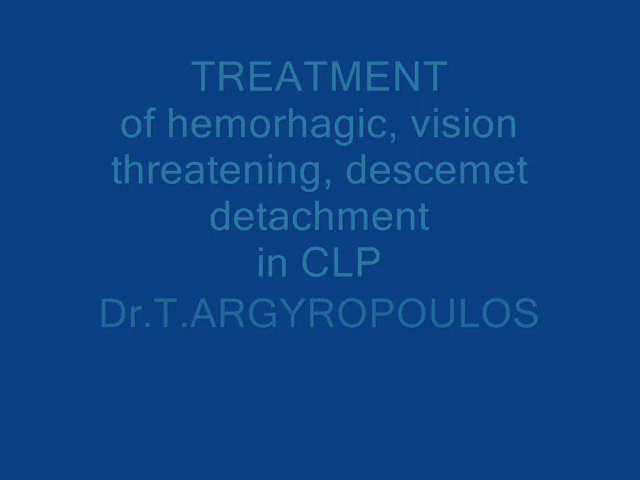 TREATMENT
of hemorhagic, vision
threatening, descemet
detachment
in CLP
Dr.T.ARGYROPOULOS